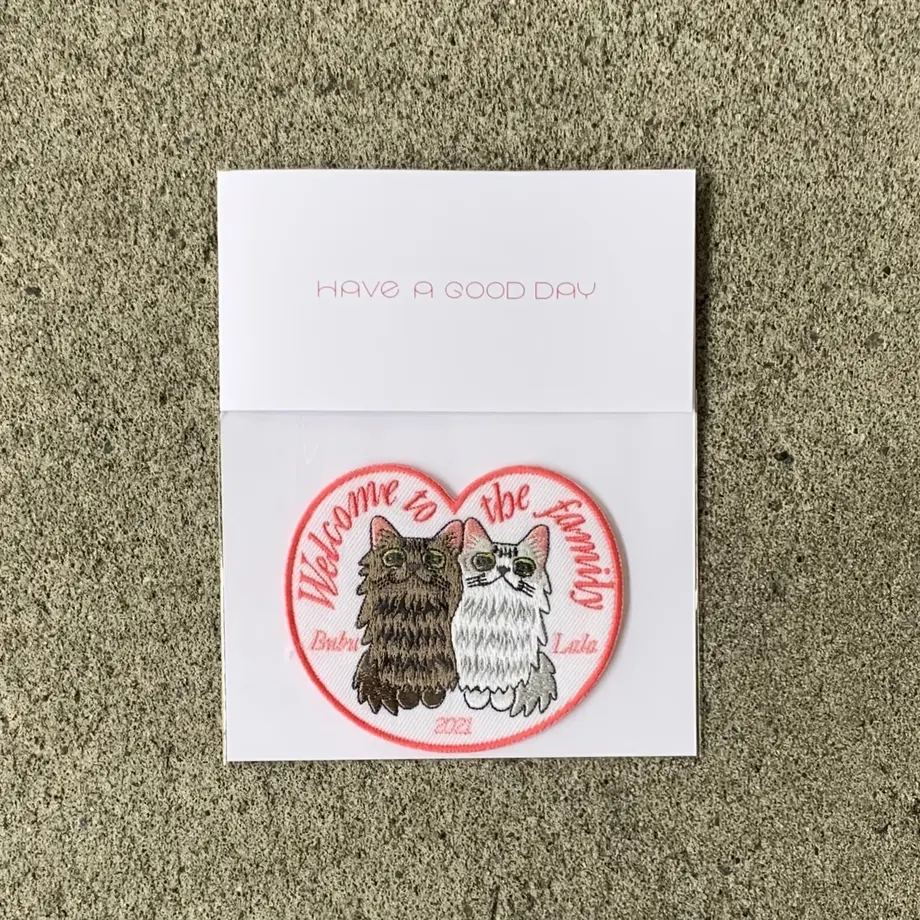 HAVE A GOOD DAY
Welcome to the family
Bubu
Lala
2021